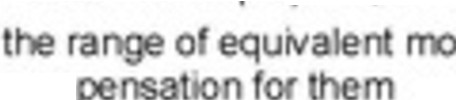 the range of equivalent mo
pensation for them